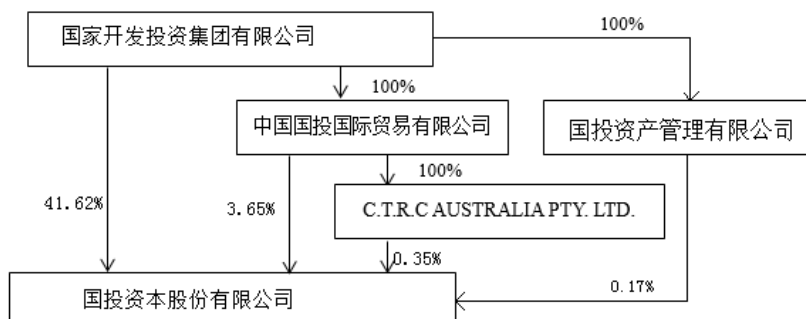 国家开发投资集团有限公司
100%
100%
中国国投国际贸易有限公司
国投资产管理有限公司
100%
41.62%
3.65%
C.T.R.C AUSTRALIA PTY. LTD.
0.35%
0.17%
国投资本股份有限公司